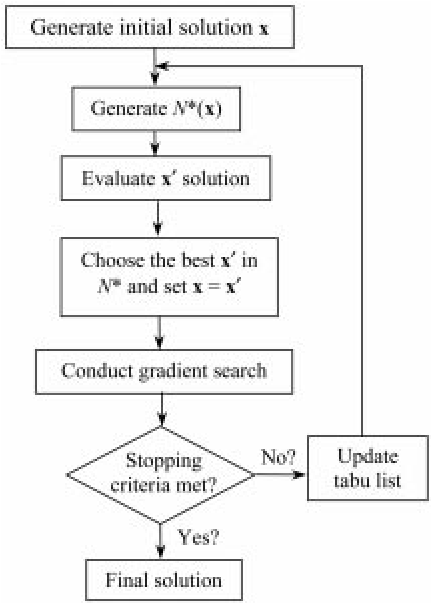 Generate initial solution x
Generate N*(x)
Evaluate x′ solution
Choose the best x′ in
N* and set x = x′
Conduct gradient search
Stopping
criteria met?
No?
Update
tabu list
Yes?
Final solution